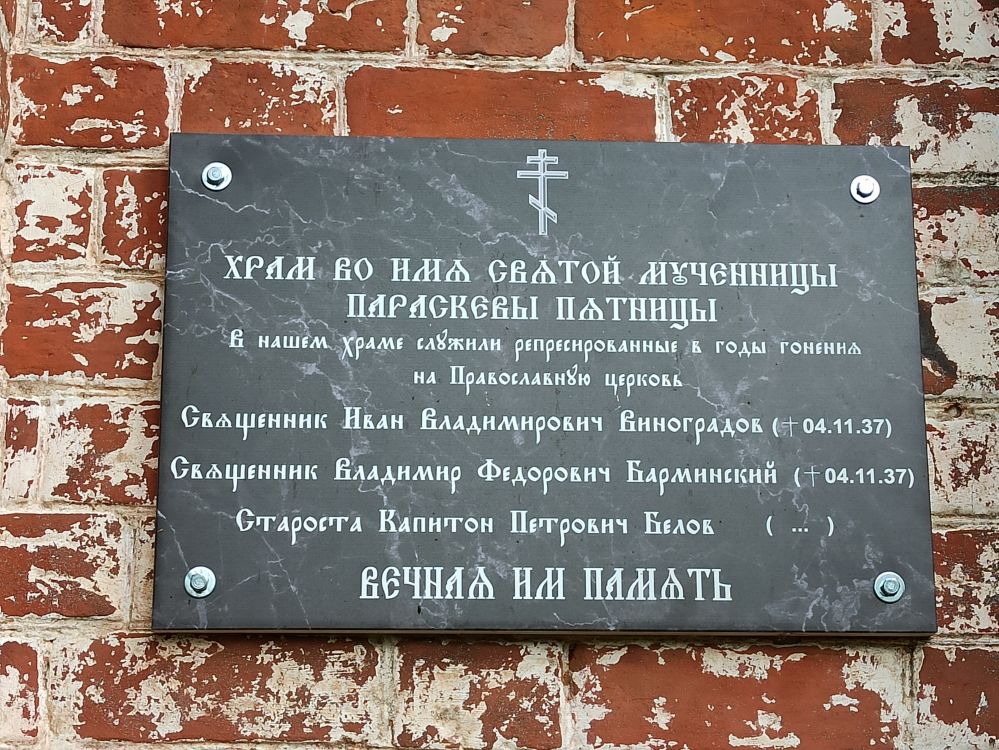 ХРАМ ВО ИМЯ СВЯТОЙ МУЧЕННИЦЫ
ПАРАСКЕВЫ ПЯТНИЦЫ
В нашем храме служили репресированные в годы гонения
на Православную церковь
Священник Иван Владимирович Виноградов (†04.11.37)
Священник Владимир Федорович Барминский (†04.11.37)
Староста Капитон Петрович Белов ( ... )
ВЕЧНАЯ ИМ ПАМЯТЬ